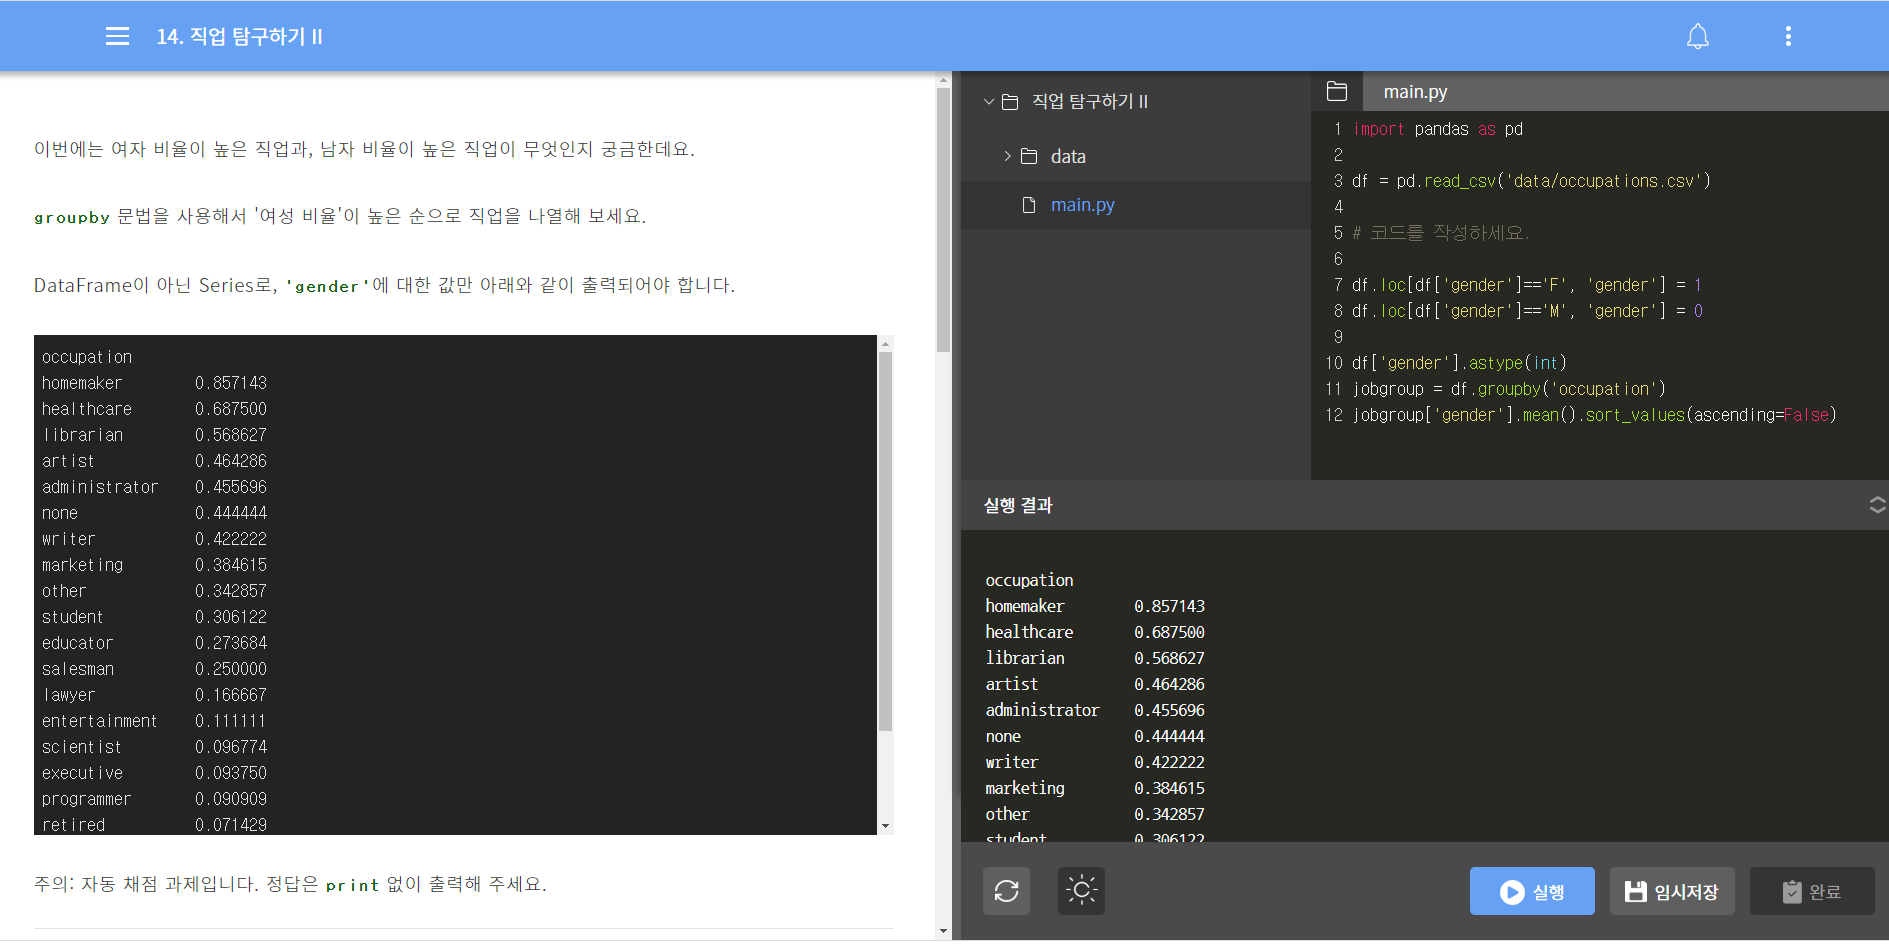 14. 직업 탐구하기 II
이번에는 여자 비율이 높은 직업과, 남자 비율이 높은 직업이 무엇인지 궁금한데요.
groupby 문법을 사용해서 '여성 비율'이 높은 순으로 직업을 나열해 보세요.
DataFrame이 아닌 Series로, 'gender'에 대한 값만 아래와 같이 출력되어야 합니다.
occupation
homemaker 0.857143
healthcare 0.687500
librarian 0.568627
artist 0.464286
administrator 0.455696
none 0.444444
writer 0.422222
marketing 0.384615
other 0.342857
student 0.306122
educator 0.273684
salesman 0.250000
lawyer 0.166667
entertainment 0.111111
scientist 0.096774
executive 0.093750
programmer 0.090909
retired 0.071429
주의: 자동 채점 과제입니다. 정답은 print 없이 출력해 주세요.
직업 탐구하기 II
data
main.py
main.py
1 import pandas as pd
2
3 df = pd.read_csv('data/occupations.csv')
4
5 # 코드를 작성하세요.
6
7 df.loc[df['gender']=='F', 'gender'] = 1
8 df.loc[df['gender']=='M', 'gender'] = 0
9
10 df['gender'].astype(int)
11 jobgroup = df.groupby('occupation')
12 jobgroup['gender'].mean().sort_values(ascending=False)
실행 결과
occupation
homemaker 0.857143
healthcare 0.687500
librarian 0.568627
artist 0.464286
administrator 0.455696
none 0.444444
writer 0.422222
marketing 0.384615
other 0.342857
student 0.306122
실행
임시저장
완료